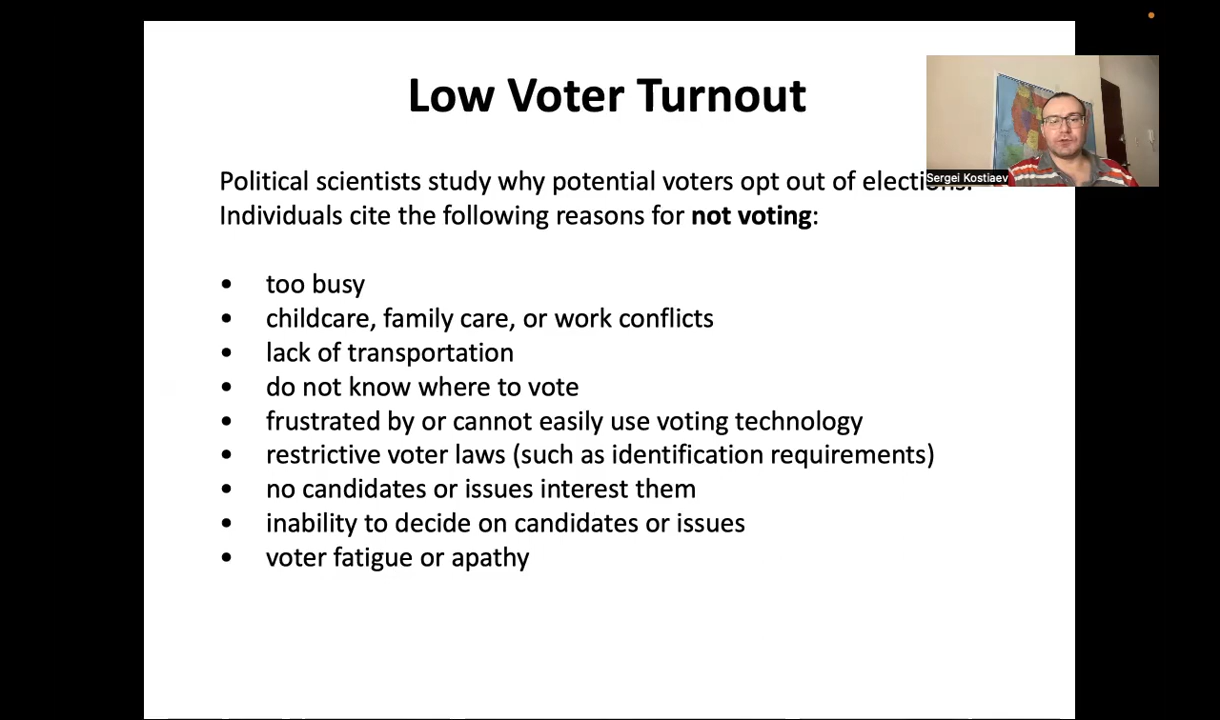 Low Voter Turnout
Political scientists study why potential voters opt out of elections.
Individuals cite the following reasons for not voting:
• too busy
• childcare, family care, or work conflicts
• lack of transportation
• do not know where to vote
• frustrated by or cannot easily use voting technology
• restrictive voter laws (such as identification requirements)
• no candidates or issues interest them
• inability to decide on candidates or issues
• voter fatigue or apathy
Sergei Kostiaev